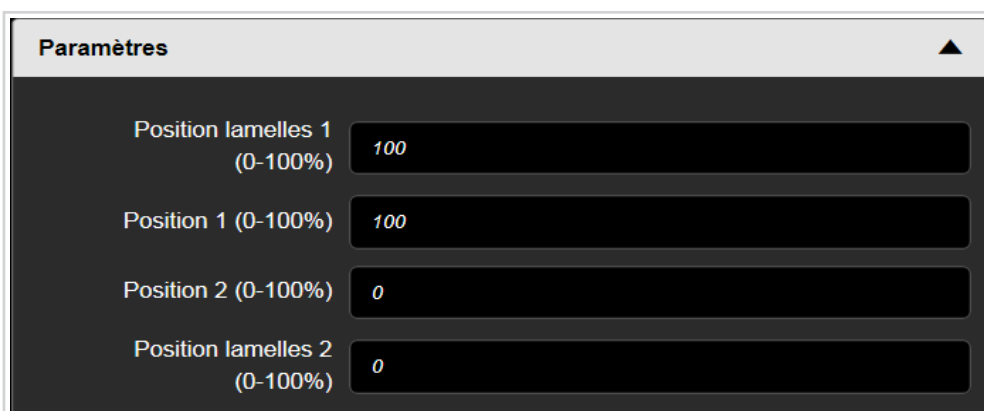 Paramètres
Position lamelles 1
(0-100%)
100
Position 1 (0-100%)
100
Position 2 (0-100%)
0
Position lamelles 2
(0-100%)
0